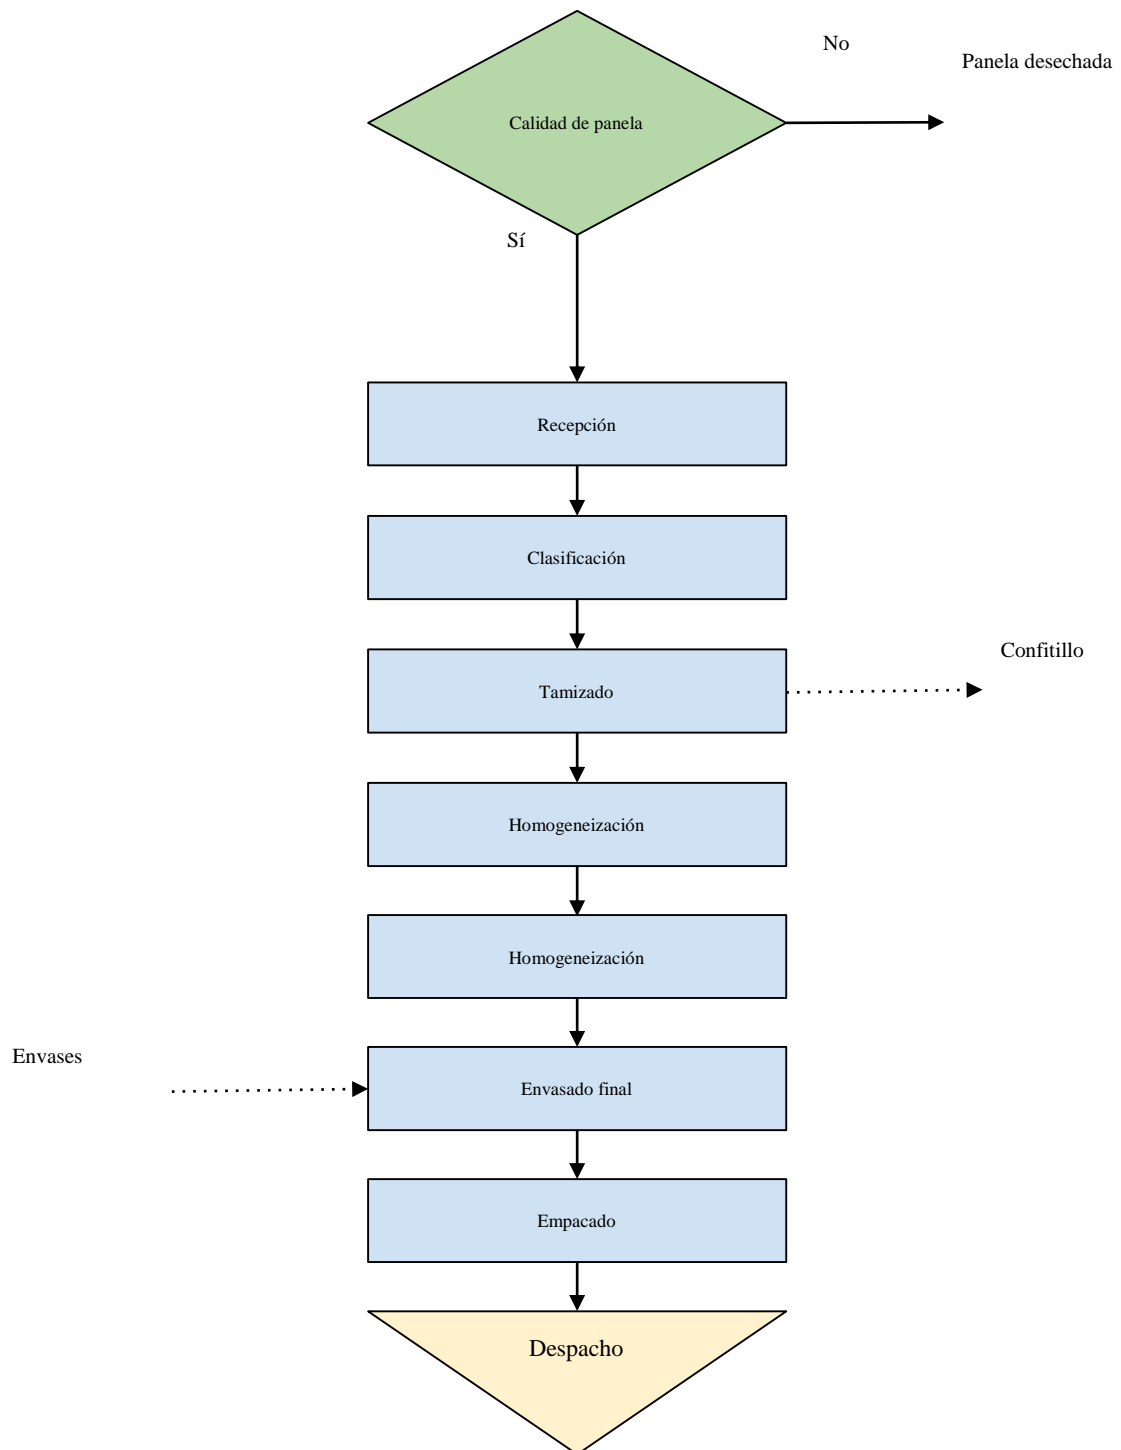 No
Panela desechada
Calidad de panela
Sí
Recepción
Clasificación
Confitillo
Tamizado
Homogeneización
Homogeneización
Envases
Envasado final
Empacado
Despacho